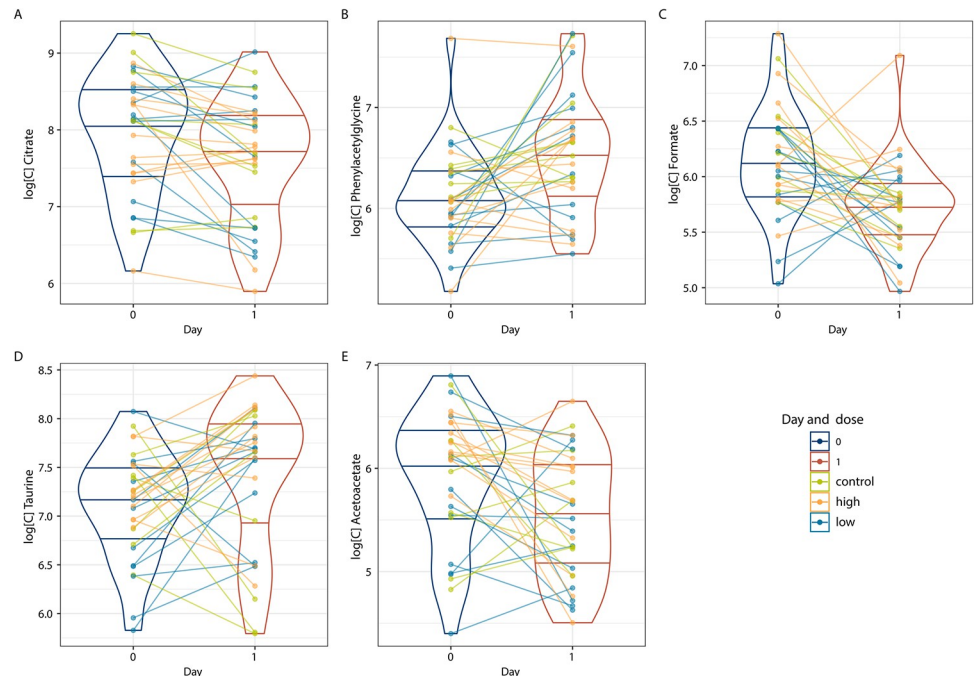 A
B
C
log[C] Citrate
9
8
7
6
0
1
Day
log[C] Phenylacetylglycine
7
6
0
1
Day
log[C] Formate
7.0
6.5
6.0
5.5
5.0
0
1
Day
D
E
log[C] Taurine
8.5
8.0
7.5
7.0
6.5
6.0
0
1
Day
log[C] Acetoacetate
7
6
5
0
1
Day
Day and dose
0
1
control
high
low